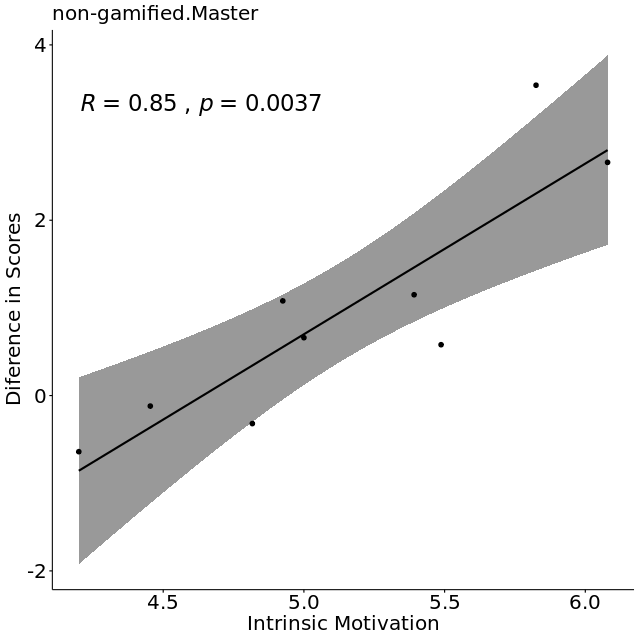 non-gamified.Master
4
R = 0.85 , p = 0.0037
2
Diference in Scores
0
-2
4.5 5.0 5.5 6.0
Intrinsic Motivation